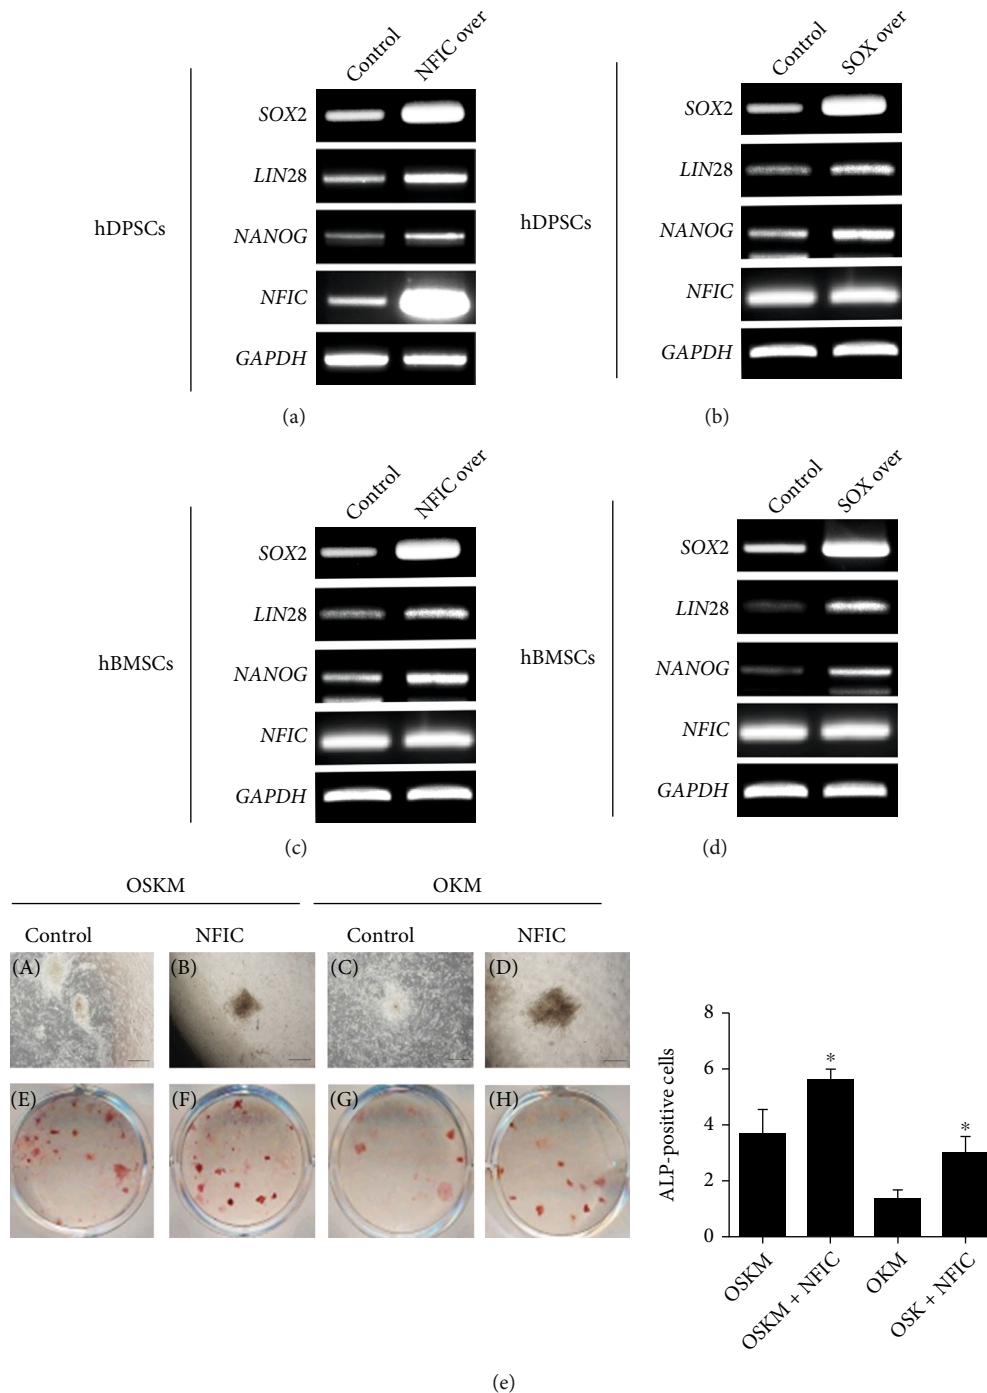 Control NFIC over
SOX2
LIN28
NANOG
NFIC
GAPDH
hDPSCs
(a)
Control SOX over
SOX2
LIN28
NANOG
NFIC
GAPDH
hDPSCs
(b)
Control NFIC over
SOX2
LIN28
NANOG
NFIC
GAPDH
hBMSCs
(c)
Control SOX over
SOX2
LIN28
NANOG
NFIC
GAPDH
hBMSCs
(d)
OSKM OKM
Control NFIC Control NFIC
(A) (B) (C) (D)
(E) (F) (G) (H)
ALP-positive cells
8
6
4
2
0
* *
OSKM
OSKM + NFIC
OKM
OSK + NFIC
(e)